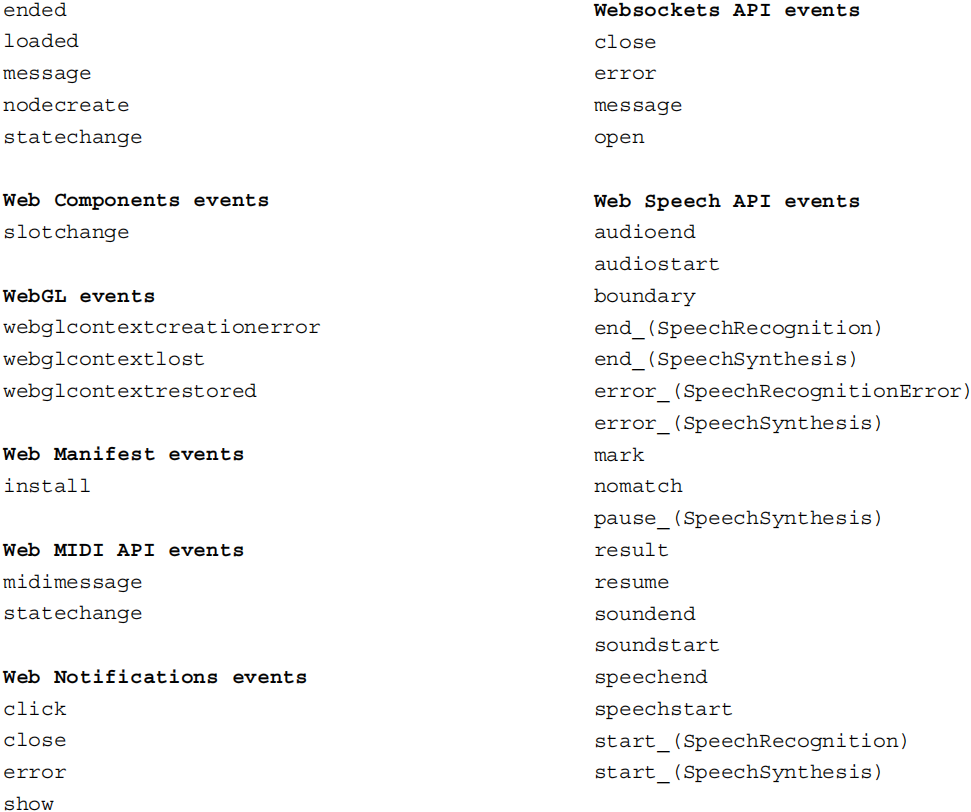 ended
loaded
message
nodecreate
statechange
Web Components events
slotchange
WebGL events
webglcontextcreationerror
webglcontextlost
webglcontextrestored
Web Manifest events
install
Web MIDI API events
midimessage
statechange
Web Notifications events
click
close
error
show
Websockets API events
close
error
message
open
Web Speech API events
audioend
audiostart
boundary
end_(SpeechRecognition)
end_(SpeechSynthesis)
error_(SpeechRecognitionError)
error_(SpeechSynthesis)
mark
nomatch
pause_(SpeechSynthesis)
result
resume
soundend
soundstart
speechend
speechstart
start_(SpeechRecognition)
start_(SpeechSynthesis)